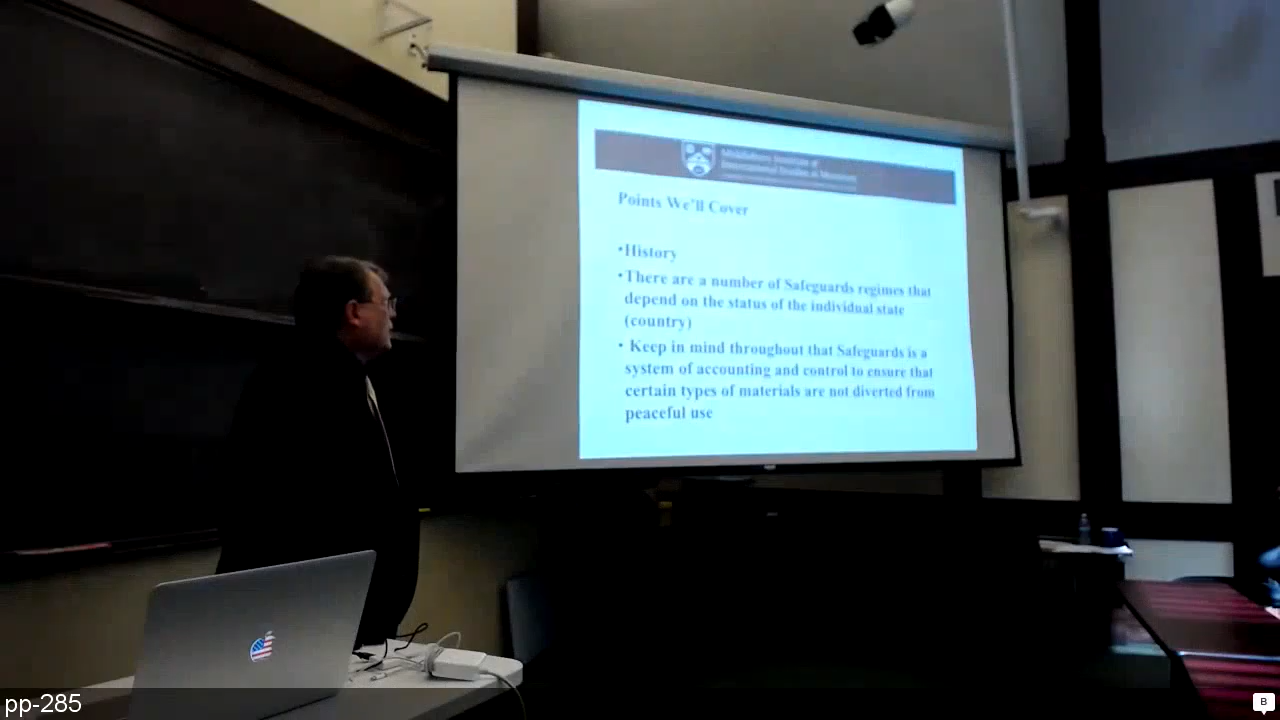 Middlebury Institute of
International Studies at Monterey
Points We'll Cover
•History
•There are a number of Safeguards regimes that
depend on the status of the individual state
(country)
• Keep in mind throughout that Safeguards is a
system of accounting and control to ensure that
certain types of materials are not diverted from
peaceful use
pp-285
B